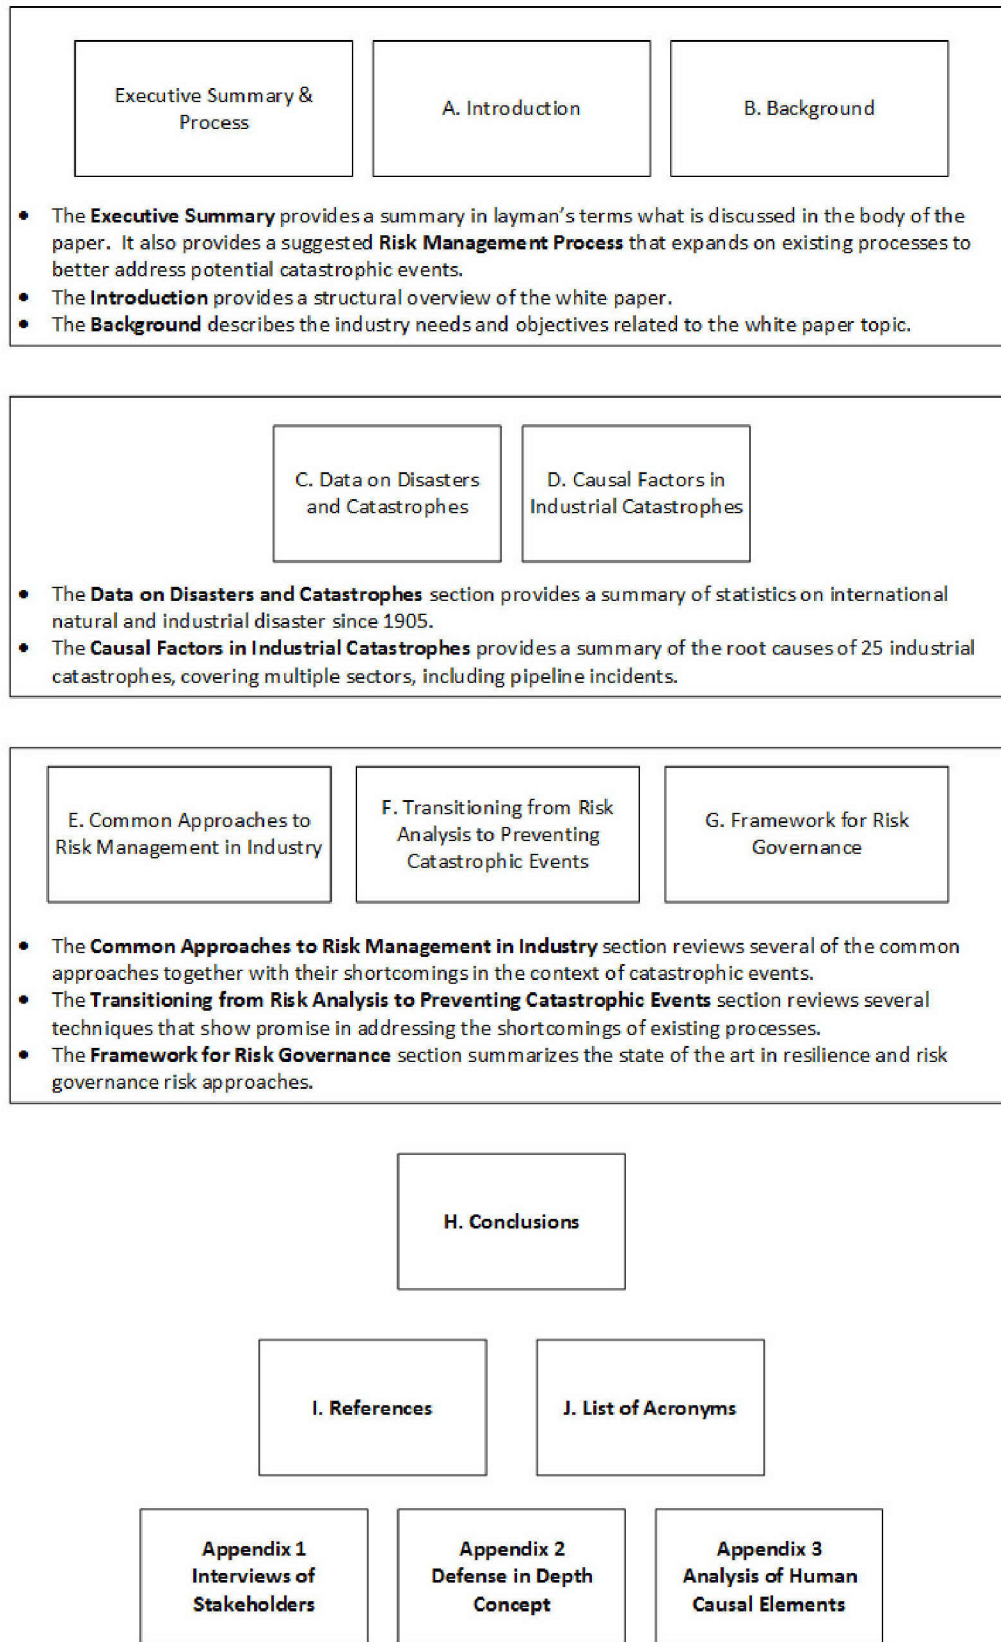 Executive Summary &
Process
A. Introduction
B. Background
• The Executive Summary provides a summary in layman's terms what is discussed in the body of the
paper. It also provides a suggested Risk Management Process that expands on existing processes to
better address potential catastrophic events.
• The Introduction provides a structural overview of the white paper.
• The Background describes the industry needs and objectives related to the white paper topic.
C. Data on Disasters
and Catastrophes
D. Causal Factors in
Industrial Catastrophes
• The Data on Disasters and Catastrophes section provides a summary of statistics on international
natural and industrial disaster since 1905.
• The Causal Factors in Industrial Catastrophes provides a summary of the root causes of 25 industrial
catastrophes, covering multiple sectors, including pipeline incidents.
E. Common Approaches to
Risk Management in Industry
F. Transitioning from Risk
Analysis to Preventing
Catastrophic Events
G. Framework for Risk
Governance
• The Common Approaches to Risk Management in Industry section reviews several of the common
approaches together with their shortcomings in the context of catastrophic events.
• The Transitioning from Risk Analysis to Preventing Catastrophic Events section reviews several
techniques that show promise in addressing the shortcomings of existing processes.
• The Framework for Risk Governance section summarizes the state of the art in resilience and risk
governance risk approaches.
H. Conclusions
I. References
J. List of Acronyms
Appendix 1
Interviews of
Stakeholders
Appendix 2
Defense in Depth
Concept
Appendix 3
Analysis of Human
Causal Elements